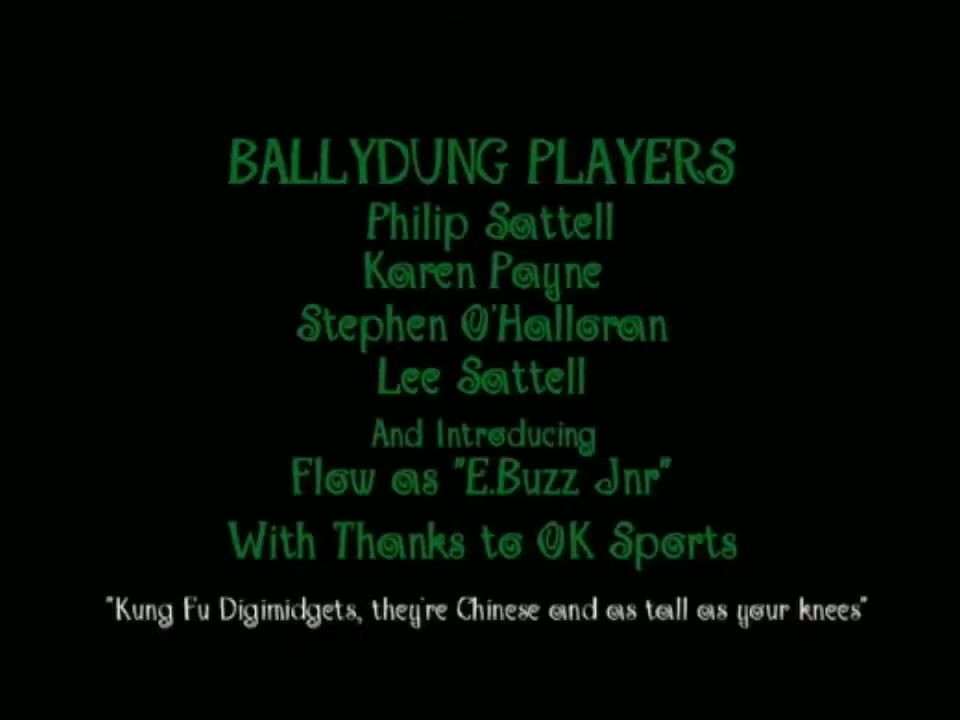 BALLYDUNG PLAYERS
Philip Sattell
Karen Payne
Stephen O'Halloran
Lee Sattell
And Introducing
Flow as "E.Buzz Jnr"
With Thanks to OK Sports
"Kung Fu Digimidgets, they're Chinese and as tall as your knees"